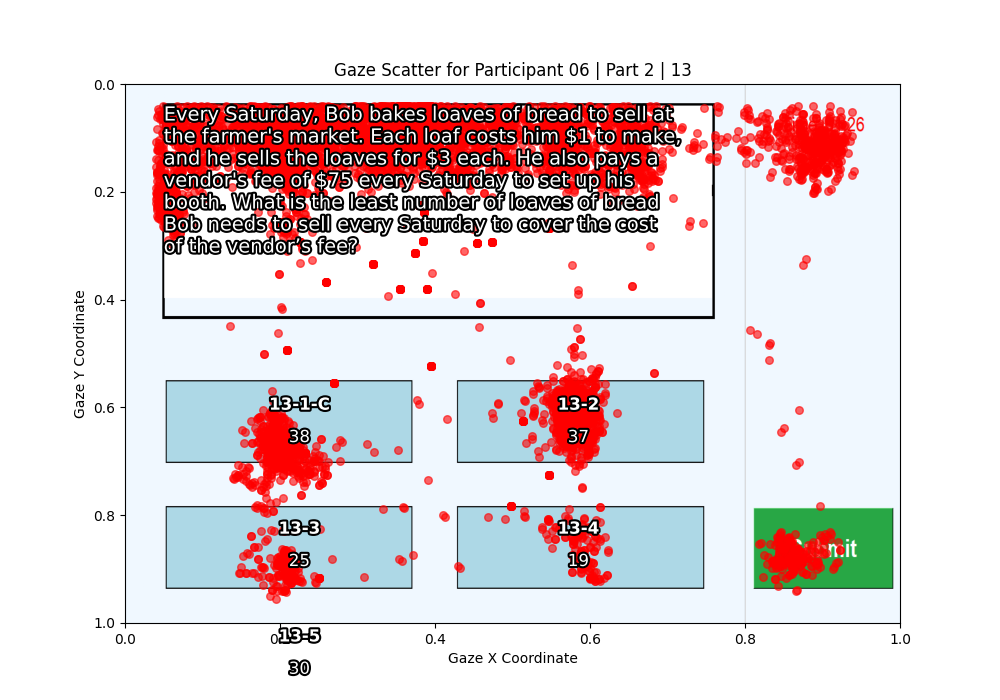 Gaze Scatter for Participant 06 | Part 2 | 13
Every Saturday, Bob bakes loaves of bread to sell at
the farmer's market. Each loaf costs him $1 to make,
and he sells the loaves for $3 each. He also pays a
vendor's fee of $75 every Saturday to set up his
booth. What is the least number of loaves of bread
Bob needs to sell every Saturday to cover the cost
of the vendor's fee?
26
13-1-C
38
13-2
37
13-3
25
13-4
19
13-5
30
0.0
0.2
0.4
0.6
0.8
1.0
Gaze Y Coordinate
0.0
0.4
0.6
0.8
1.0
Gaze X Coordinate